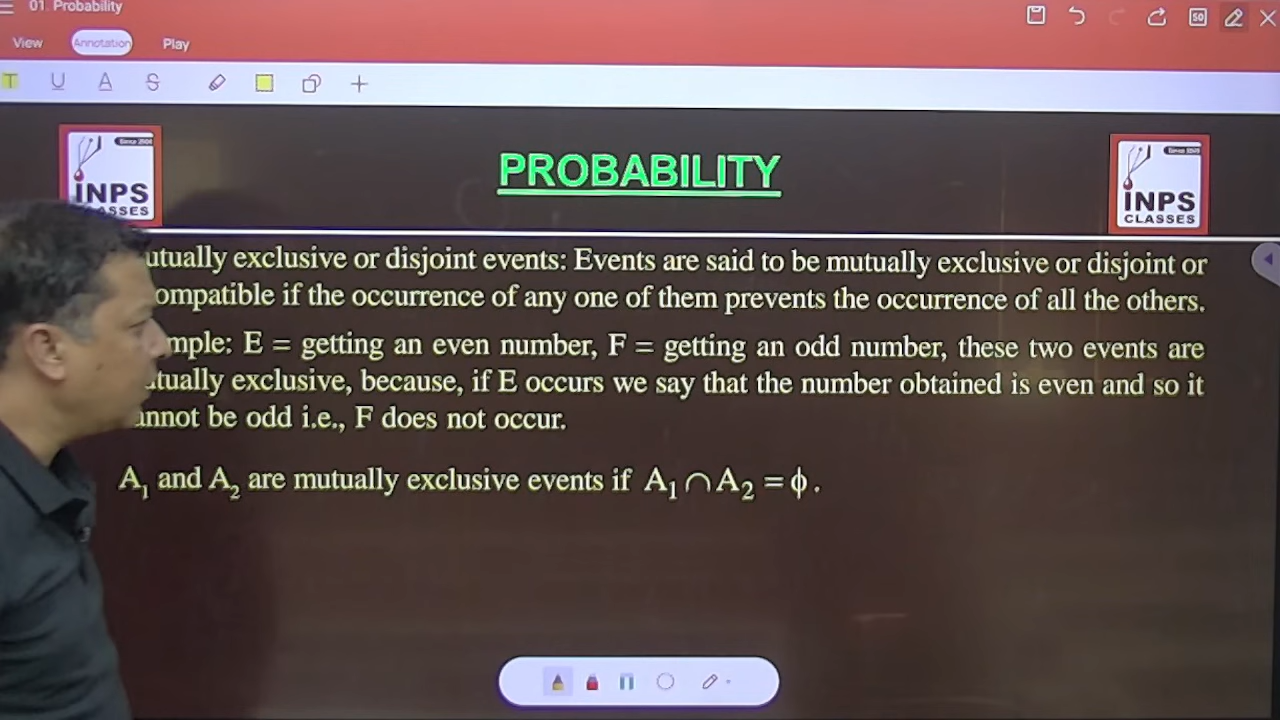 01. Probability
View Annotation Play
T U A S
50
Since
INPS
CLASSES
PROBABILITY
INPS
CLASSES
utually exclusive or disjoint events: Events are said to be mutually exclusive or disjoint or
ompatible if the occurrence of any one of them prevents the occurrence of all the others.
mple: E = getting an even number, F = getting an odd number, these two events are
tually exclusive, because, if E occurs we say that the number obtained is even and so it
annot be odd i.e., F does not occur.
A₁ and A₂ are mutually exclusive events if A₁ ∩ A₂ = ϕ .